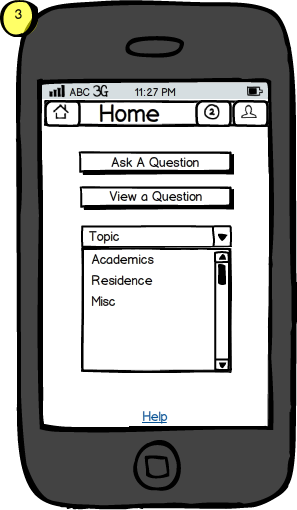 3
ABC 3G 11:27 PM
Home 2
Ask A Question
View a Question
Topic
Academics
Residence
Misc
Help